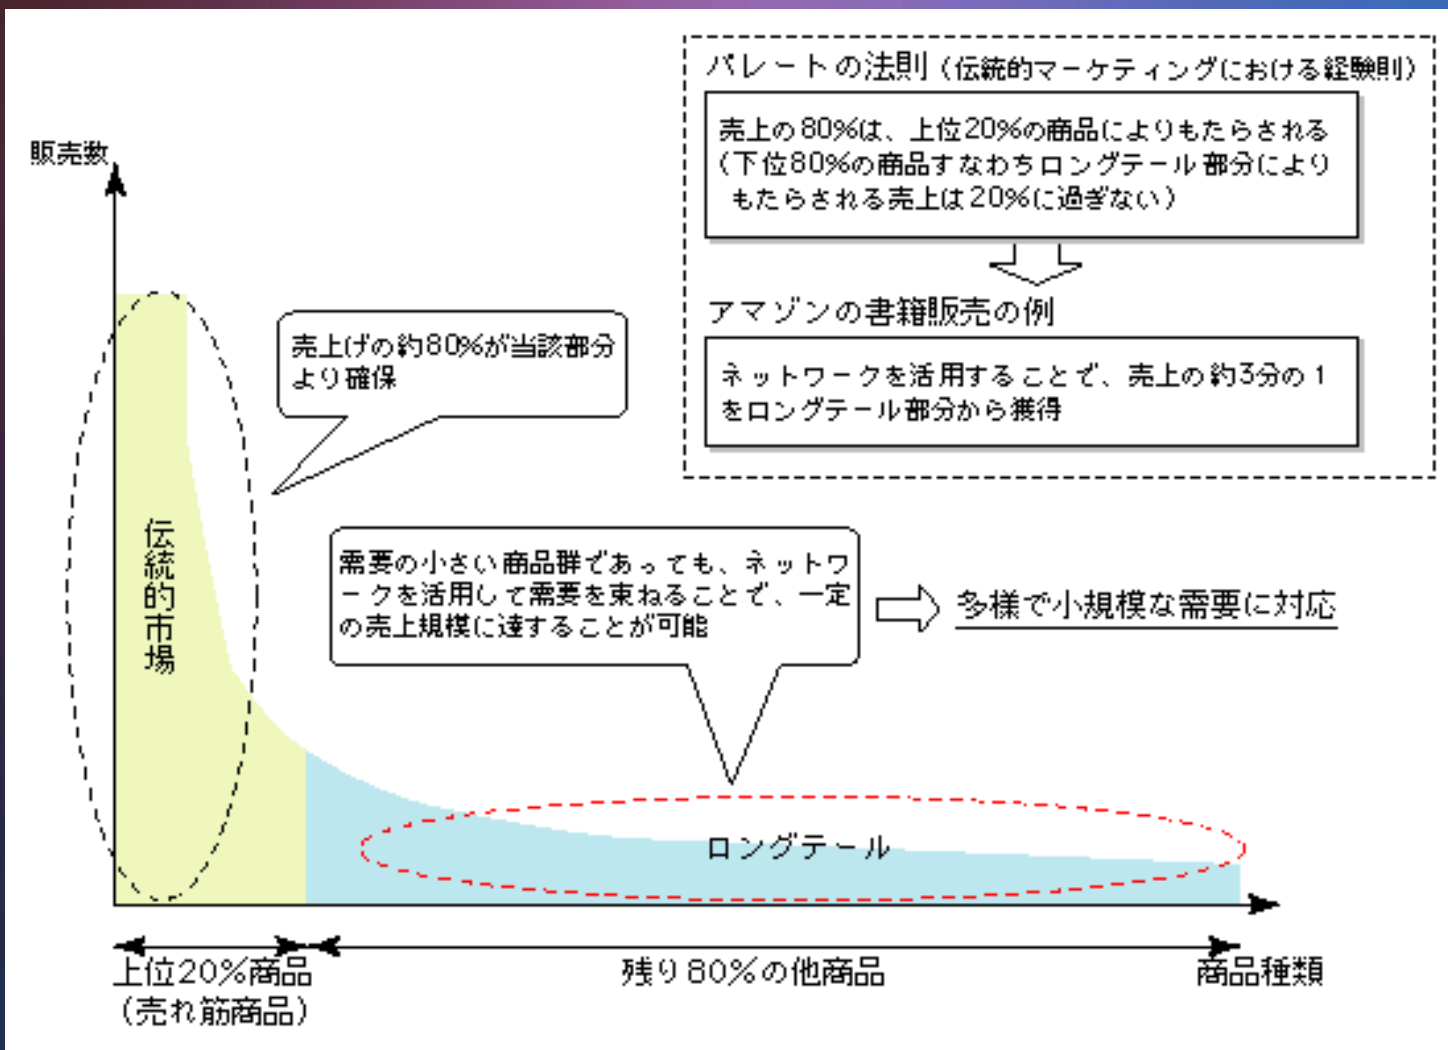 パレートの法則（伝統的マーケティングにおける経験則）
売上の80%は、上位20%の商品によりもたらされる
（下位80%の商品すなわちロングテール部分により
もたらされる売上は20%に過ぎない）
アマゾンの書籍販売の例
ネットワークを活用することで、売上の約3分の1
をロングテール部分から獲得
販売数
売上げの約80%が当該部分
より確保
伝統的市場
需要の小さい商品群であっても、ネットワ
ークを活用して需要を束ねることで、一定
の売上規模に達することが可能
多様で小規模な需要に対応
ロングテール
上位20%商品
（売れ筋商品）
残り80%の他商品
商品種類